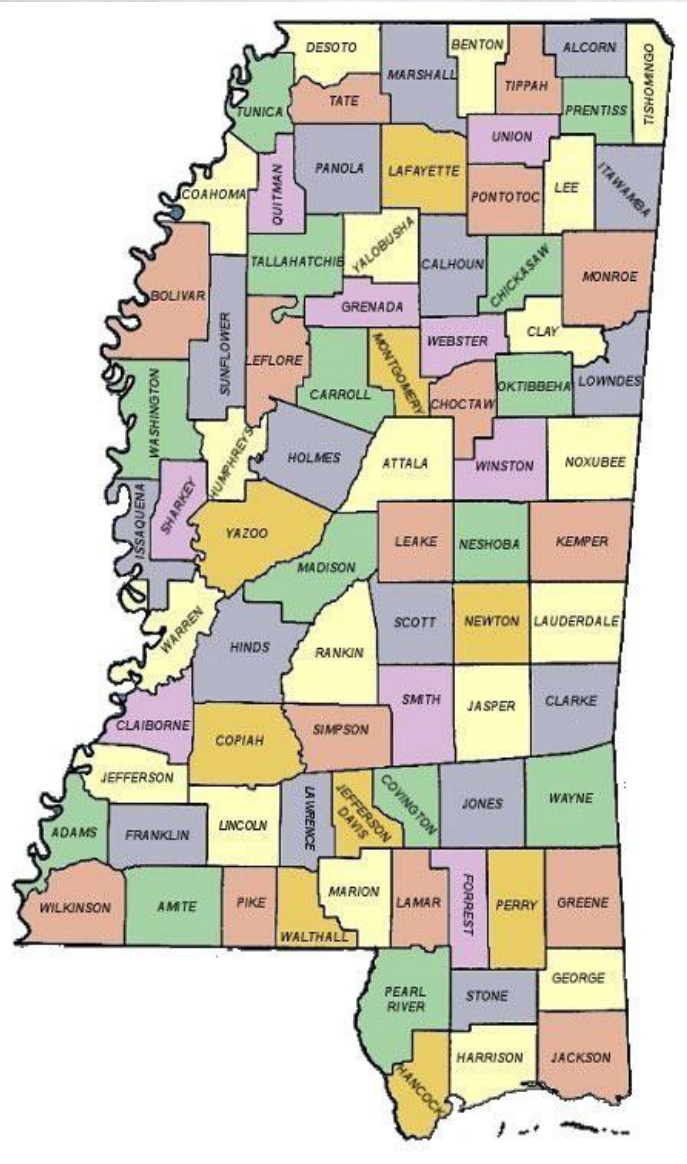 DESOTO
BENTON
ALCORN
TISHOMINGO
MARSHALL
TIPPAH
TUNICA
TATE
PRENTISS
UNION
PANOLA
LAFAYETTE
QUITMAN
COAHOMA
PONTOTOC
LEE
ITAWAMBA
YALOBUSHA
TALLAHATCHIE
CALHOUN
CHICKASAW
MONROE
BOLIVAR
GRENADA
SUNFLOWER
WEBSTER
CLAY
LEFLORE
MONTGOMERY
CARROLL
CHOCTAW
OKTIBBEHA
LOWNDES
WASHINGTON
HUMPHREYS
HOLMES
ATTALA
WINSTON
NOXUBEE
ISSAQUENA
SHARKEY
YAZOO
LEAKE
NESHOBA
KEMPER
MADISON
WARREN
HINDS
RANKIN
SCOTT
NEWTON
LAUDERDALE
CLAIBORNE
COPIAH
SIMPSON
SMITH
JASPER
CLARKE
JEFFERSON
LAWRENCE
JEFFERSON
DAVIS
COVINGTON
JONES
WAYNE
ADAMS
FRANKLIN
LINCOLN
WILKINSON
AMITE
PIKE
WALTHALL
MARION
LAMAR
FORREST
PERRY
GREENE
PEARL
RIVER
STONE
GEORGE
HANCOCK
HARRISON
JACKSON